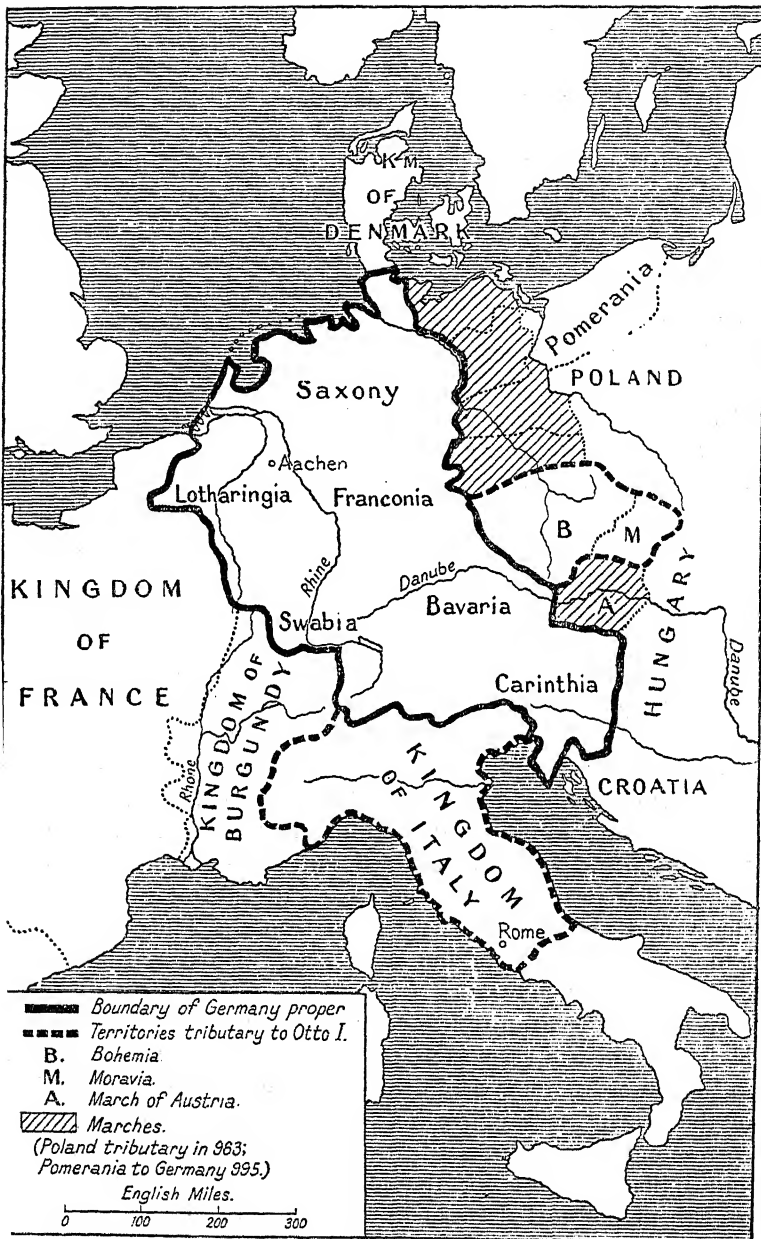 KM.
OF
DENMARK
Pomerania
POLAND
Saxony
Aachen
Lotharingia
Franconia
B
M
Rhine
Danube
KINGDOM
OF
FRANCE
Swabia
Bavaria
A
HUNGARY
Danube
Carinthia
KINGDOM OF
BURGUNDY
Rhone
KINGDOM
OF
ITALY
CROATIA
Rome
Boundary of Germany proper
Territories tributary to Otto I.
B. Bohemia.
M. Moravia.
A. March of Austria.
Marches.
(Poland tributary in 963;
Pomerania to Germany 995.)
English Miles.
0 100 200 300